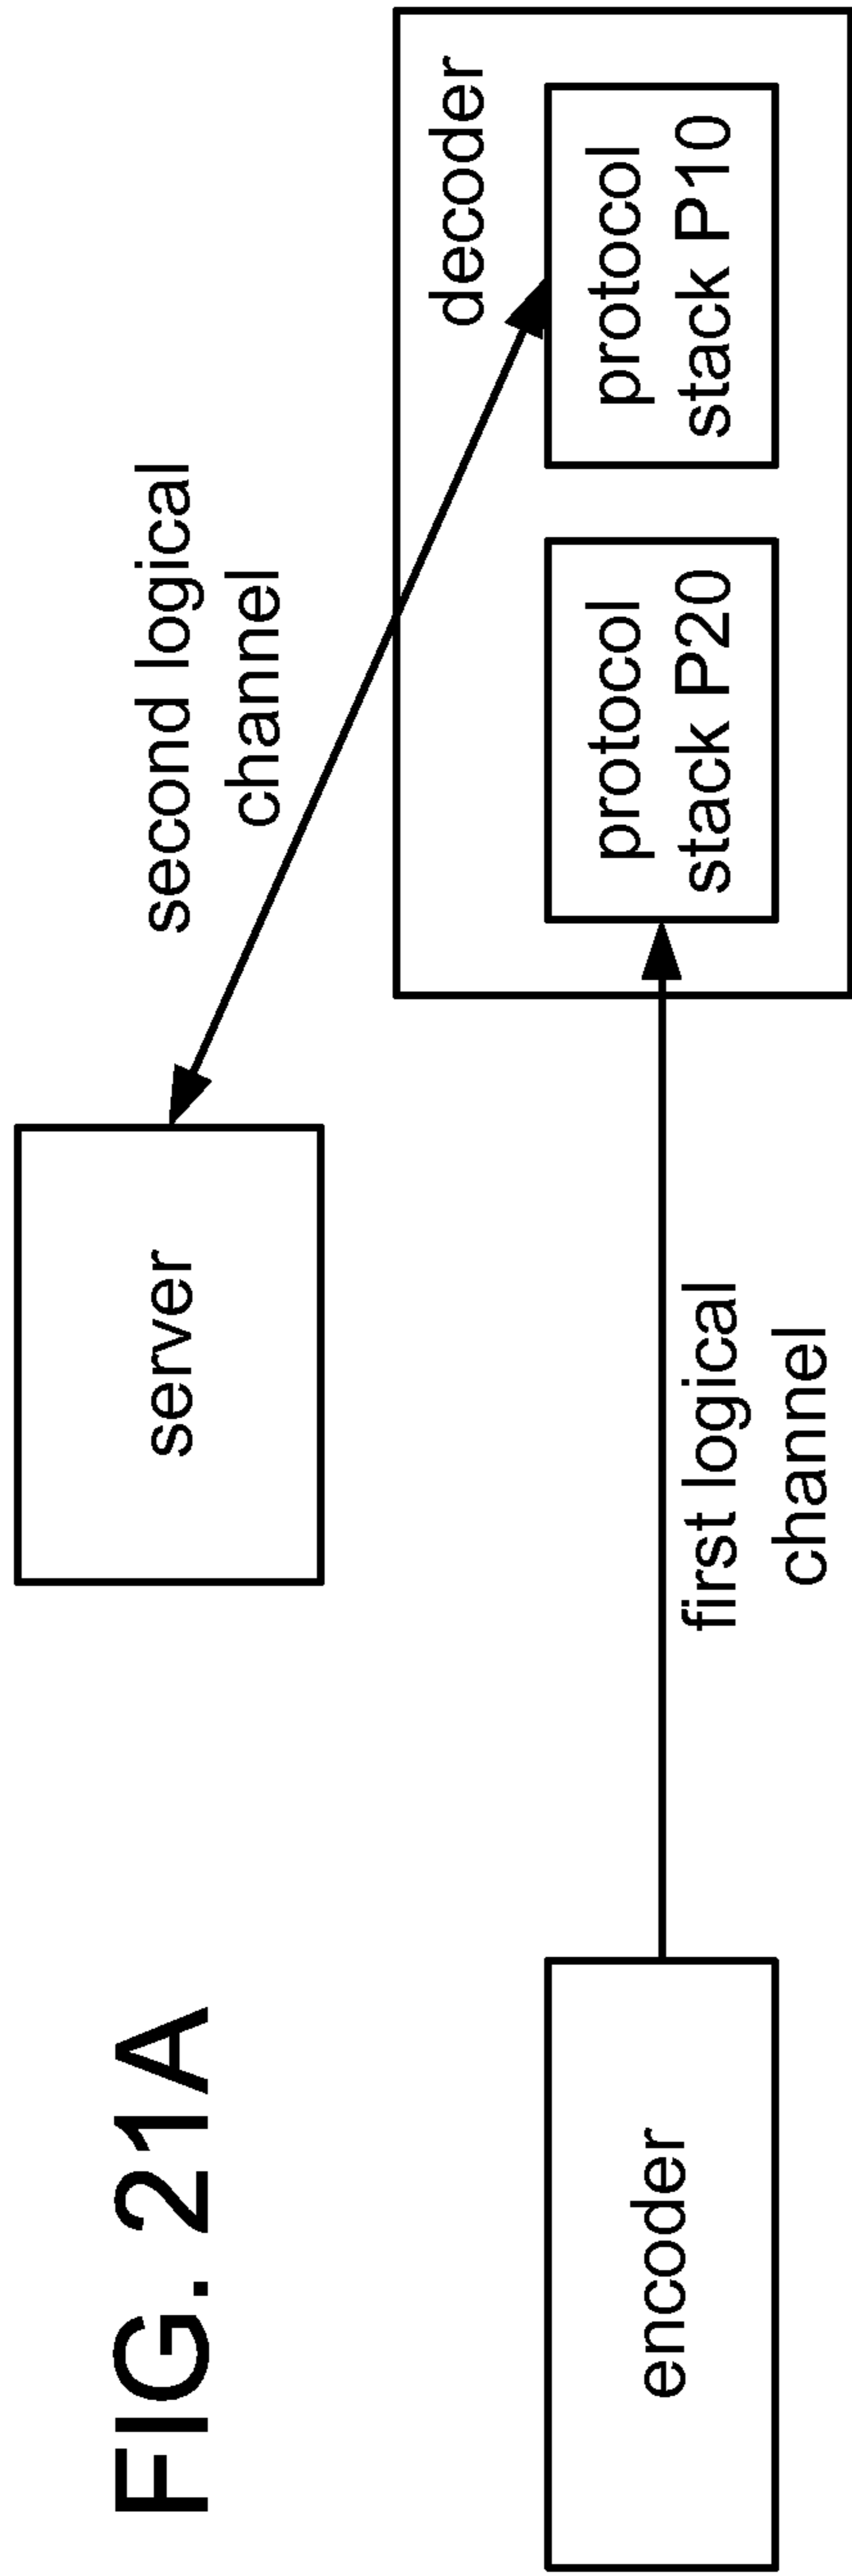 FIG. 21A
server
second logical
channel
decoder
encoder
first logical
channel
protocol
stack P20
protocol
stack P10